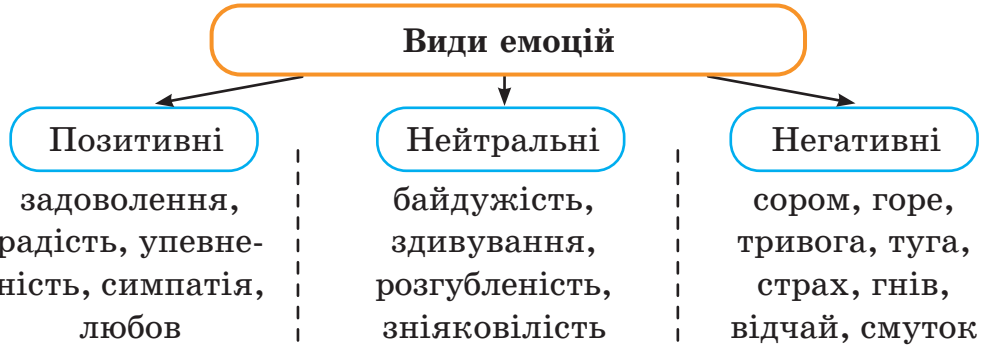 Види емоцій
Позитивні
задоволення,
радість, упевне-
ність, симпатія,
любов
Нейтральні
байдужість,
здивування,
розгубленість,
зніяковілість
Негативні
сором, горе,
тривога, туга,
страх, гнів,
відчай, смуток